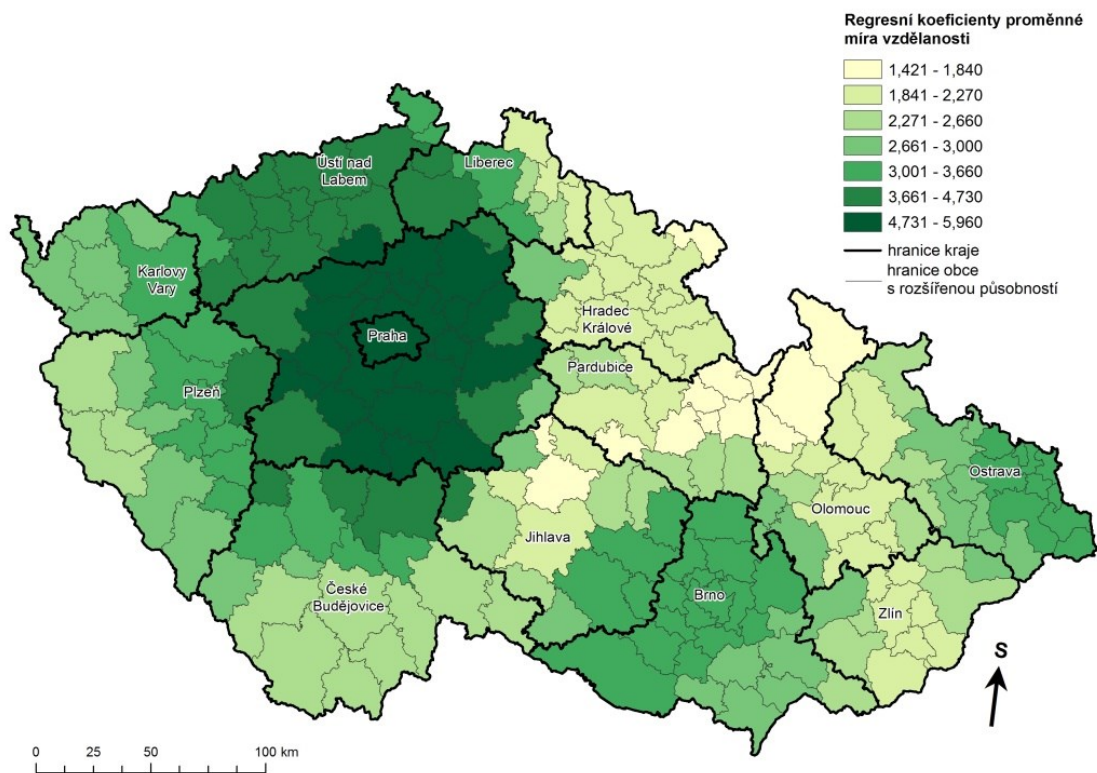 Regresní koeficienty proměnné
míra vzdělanosti
1,421 - 1,840
1,841 - 2,270
2,271 - 2,660
2,661 - 3,000
3,001 - 3,660
3,661 - 4,730
4,731 - 5,960
hranice kraje
hranice obce
s rozšířenou působností
Ústí nad
Labem
Liberec
Karlovy
Vary
Hradec
Králové
Praha
Pardubice
Plzeň
Ostrava
Olomouc
Jihlava
České
Budějovice
Brno
Zlín
S
0 25 50 100 km